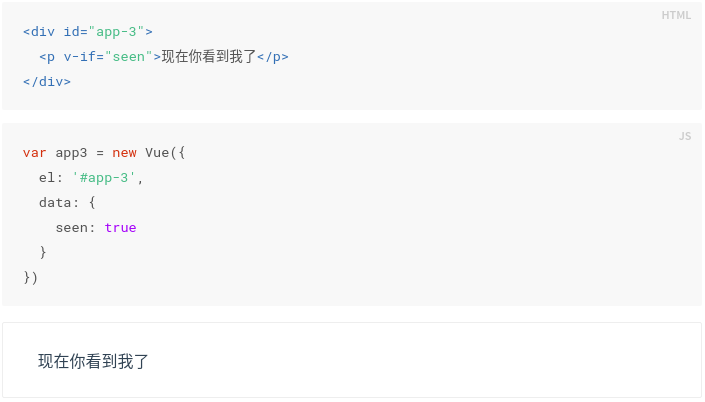 HTML
<div id="app-3">
  <p v-if="seen">现在你看到我了</p>
</div>
JS
var app3 = new Vue({
  el: '#app-3',
  data: {
    seen: true
  }
})
现在你看到我了